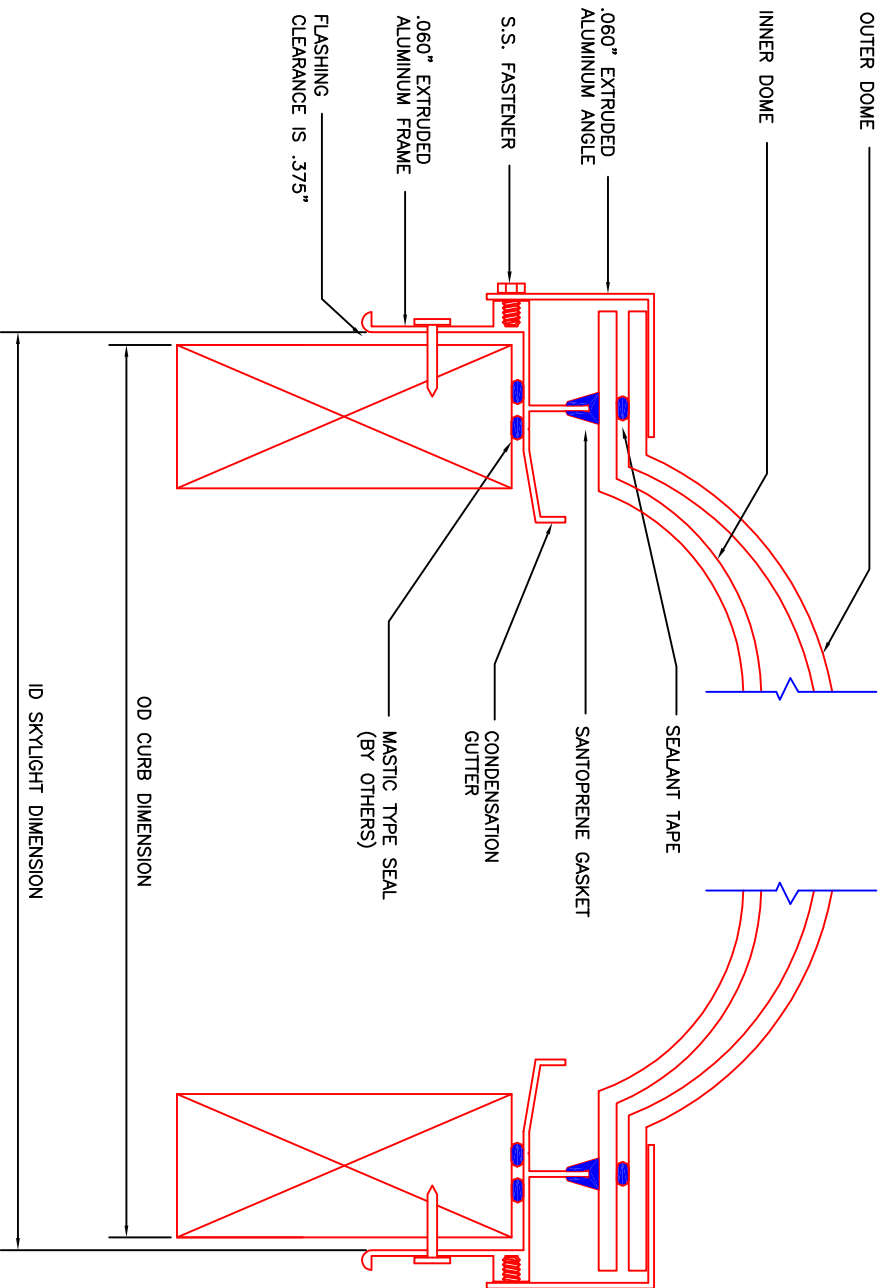 OUTER DOME
INNER DOME
.060" EXTRUDED
ALUMINUM ANGLE
S.S. FASTENER
.060" EXTRUDED
ALUMINUM FRAME
FLASHING
CLEARANCE IS .375"
SEALANT TAPE
SANTOPRENE GASKET
CONDENSATION
GUTTER
MASTIC TYPE SEAL
(BY OTHERS)
OD CURB DIMENSION
ID SKYLIGHT DIMENSION